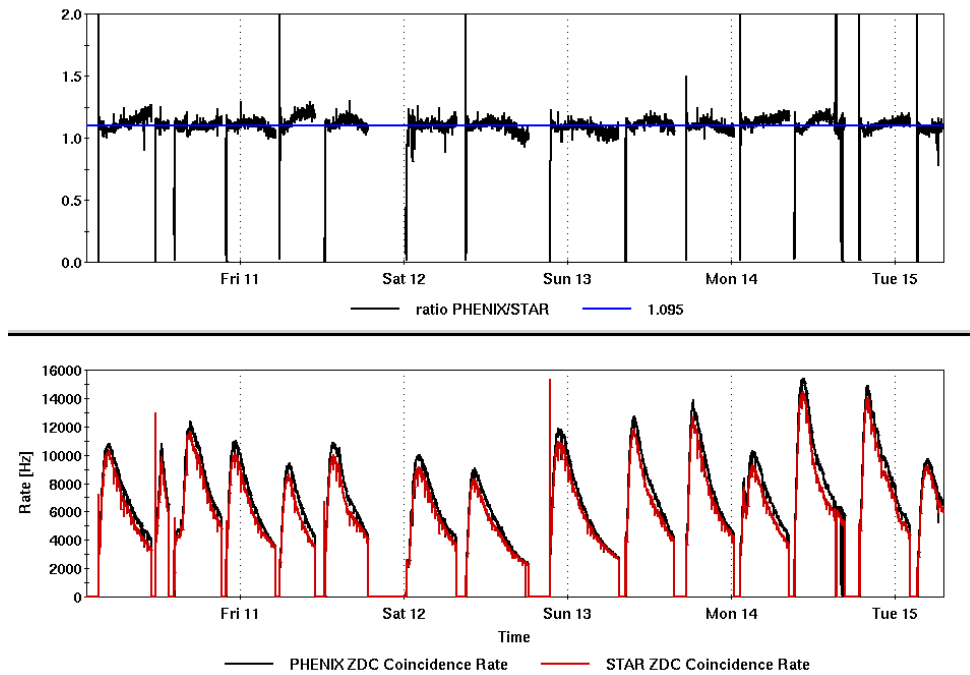 2.0
1.5
1.0
0.5
0.0
Fri 11 Sat 12 Sun 13 Mon 14 Tue 15
ratio PHENIX/STAR 1.095
16000
14000
12000
10000
8000
6000
4000
2000
0
Rate [Hz]
Fri 11 Sat 12 Sun 13 Mon 14 Tue 15
Time
PHENIX ZDC Coincidence Rate STAR ZDC Coincidence Rate